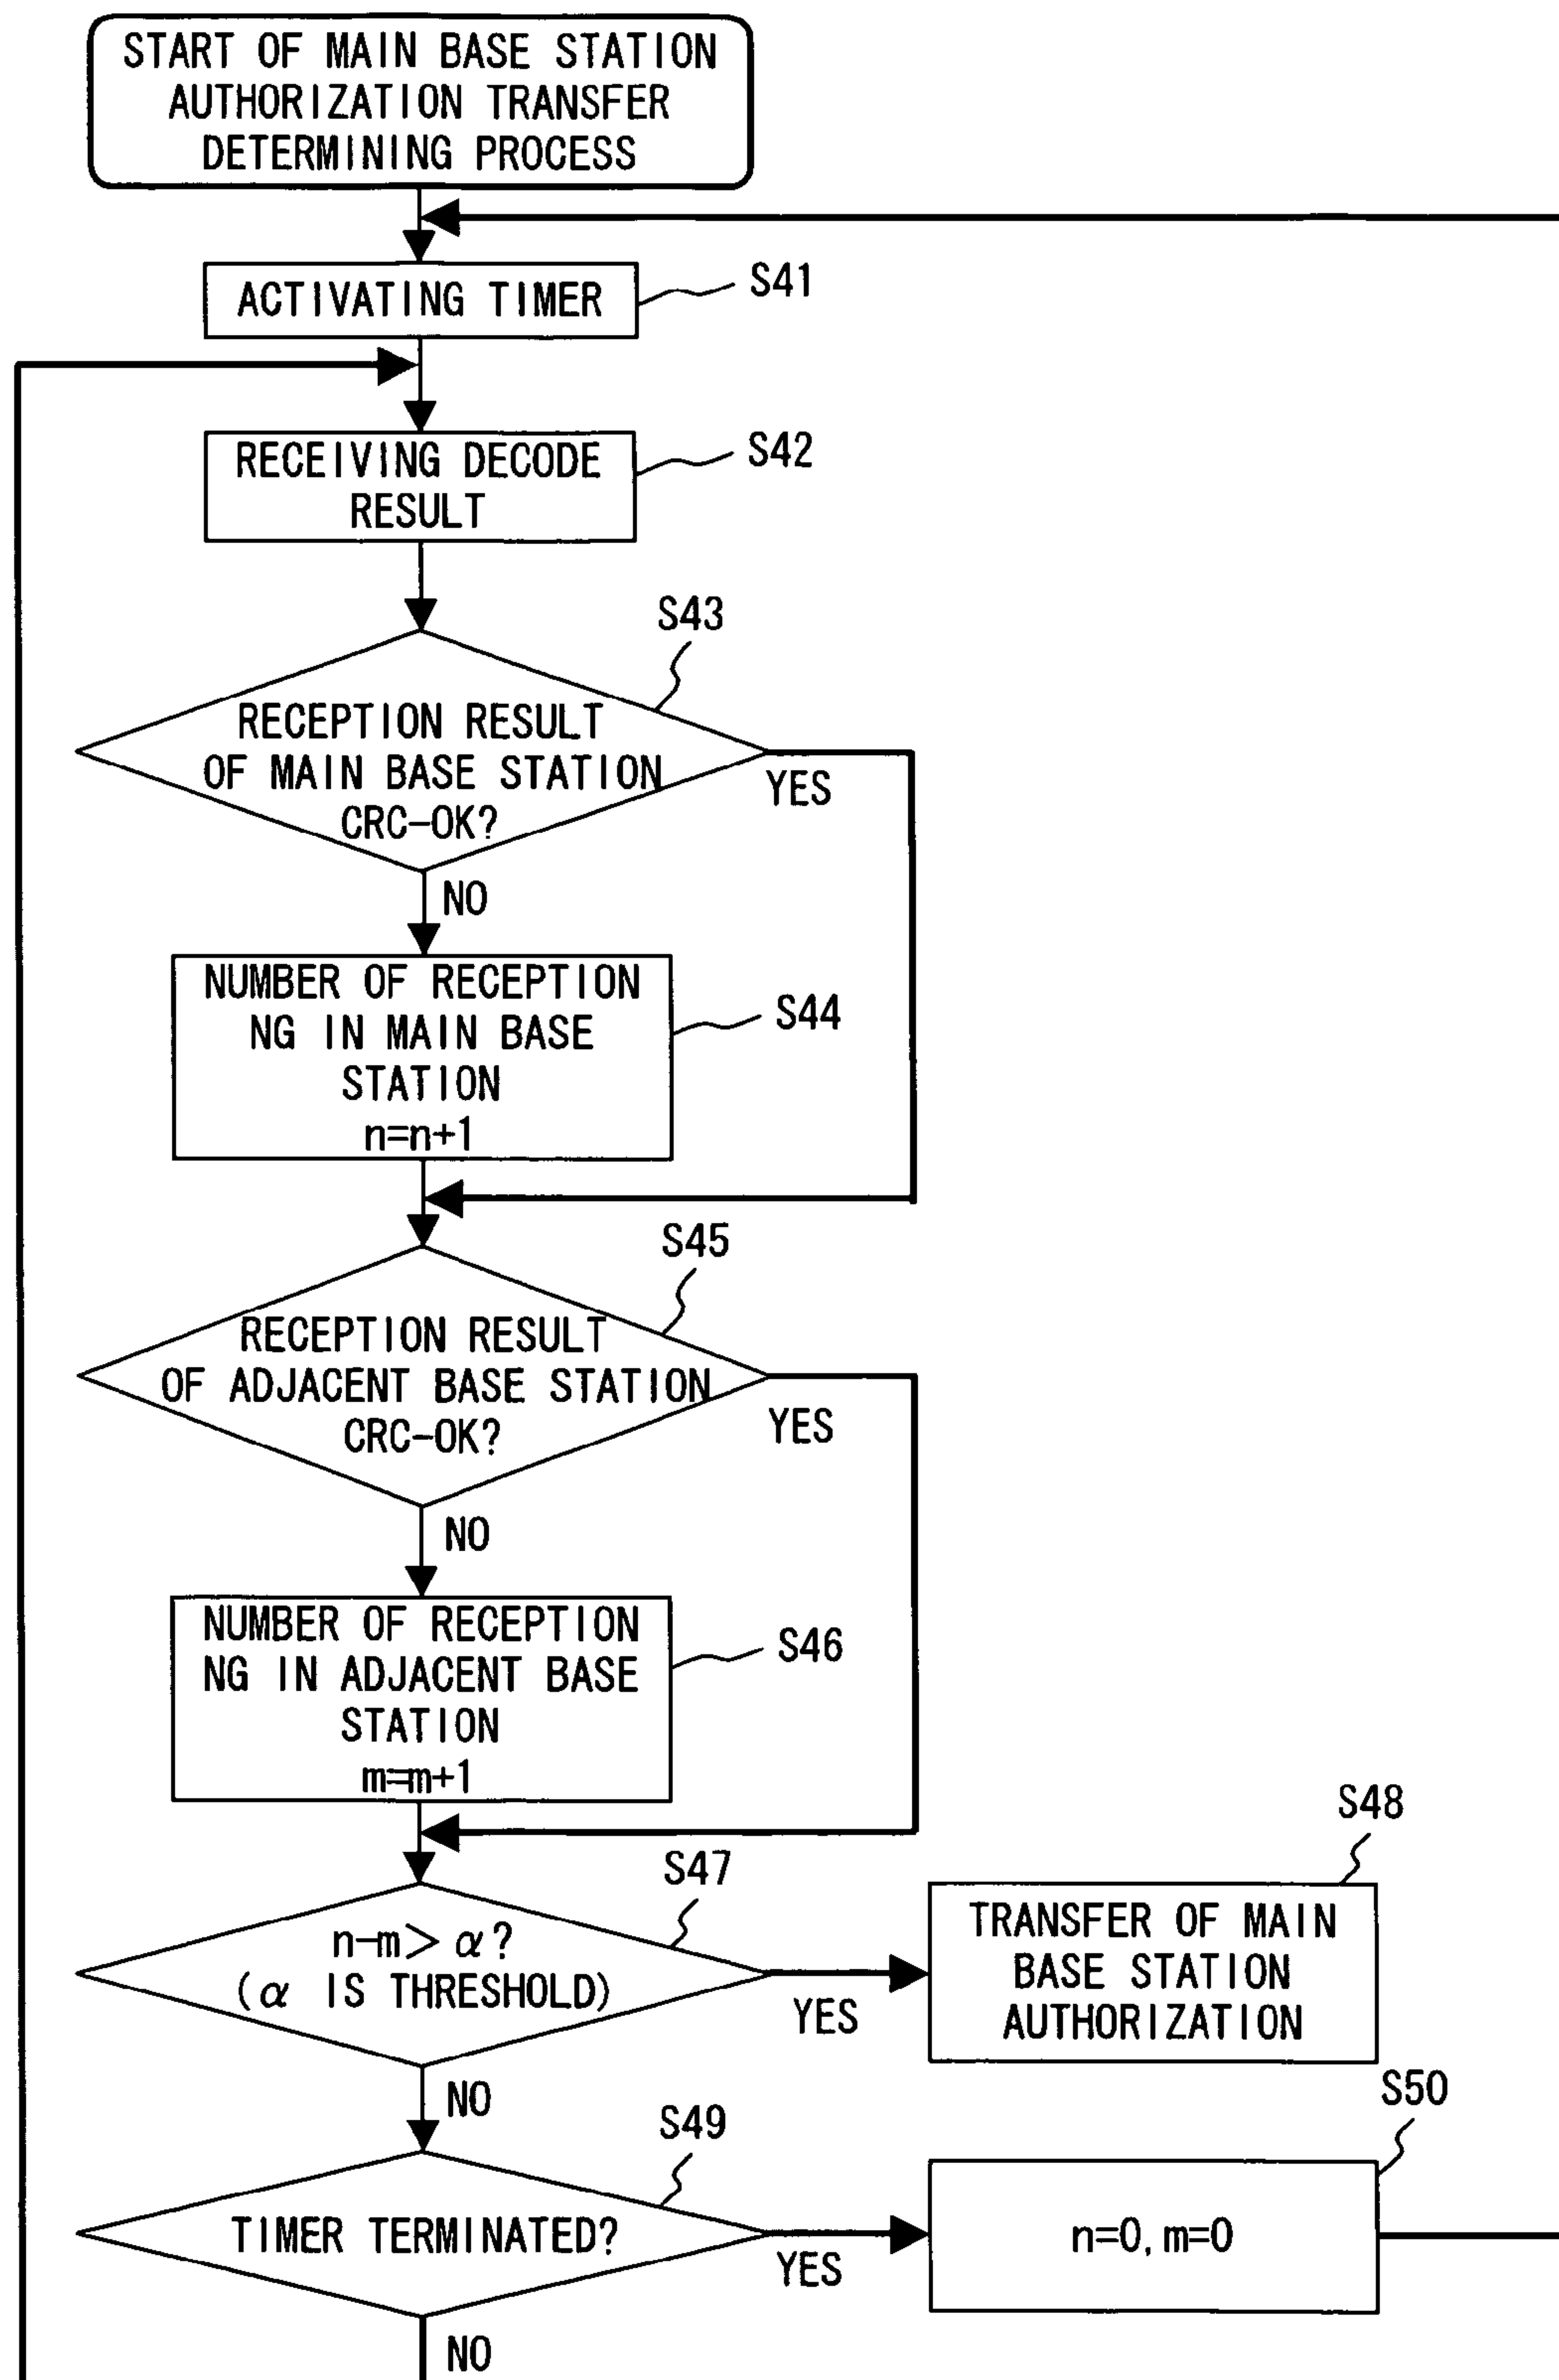 START OF MAIN BASE STATION
AUTHORIZATION TRANSFER
DETERMINING PROCESS
ACTIVATING TIMER
S41
RECEIVING DECODE
RESULT
S42
S43
RECEPTION RESULT
OF MAIN BASE STATION
CRC-OK?
YES
NO
NUMBER OF RECEPTION
NG IN MAIN BASE
STATION
n=n+1
S44
S45
RECEPTION RESULT
OF ADJACENT BASE STATION
CRC-OK?
YES
NO
NUMBER OF RECEPTION
NG IN ADJACENT BASE
STATION
m=m+1
S46
S47
n-m> α?
(α IS THRESHOLD)
YES
NO
S48
TRANSFER OF MAIN
BASE STATION
AUTHORIZATION
S49
TIMER TERMINATED?
YES
NO
S50
n=0, m=0